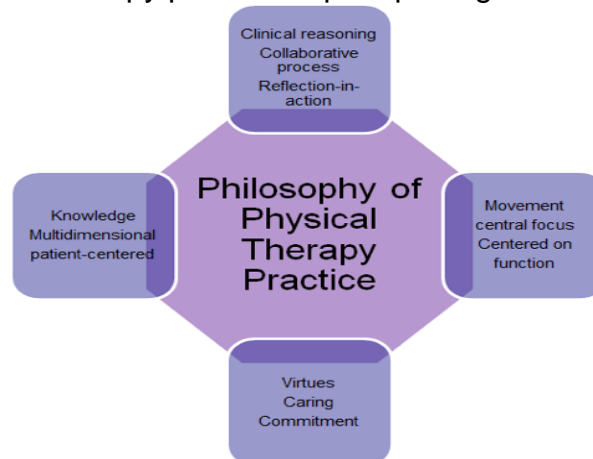 Clinical reasoning
Collaborative
process
Reflection-in-
action
Knowledge
Multidimensional
patient-centered
Philosophy of
Physical
Therapy
Practice
Movement
central focus
Centered on
function
Virtues
Caring
Commitment